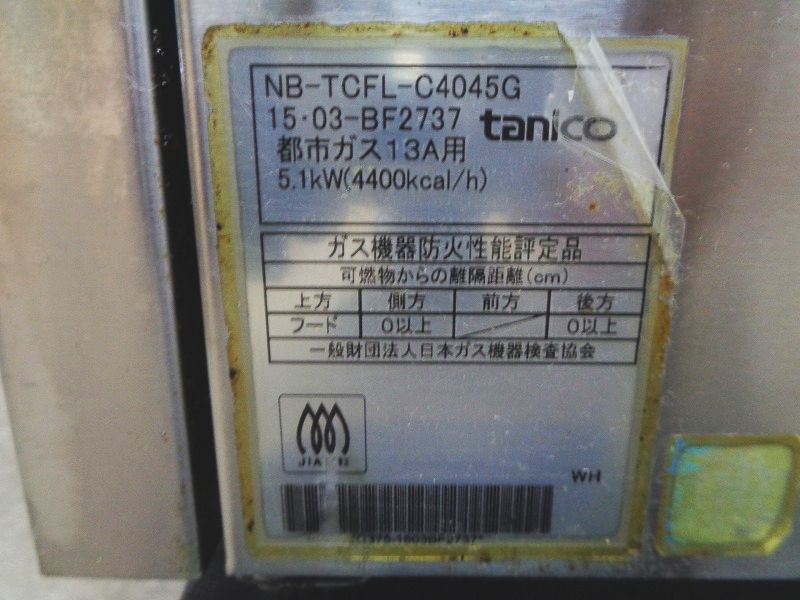 NB-TCFL-C4045G
15・03-BF2737 tanico
都市ガス13A用
5.1kW(4400kcal/h)
ガス機器防火性能評定品
可燃物からの離隔距離(cm)
上方 側方 前方 後方
フード 0以上 0以上
一般財団法人日本ガス機器検査協会
WH